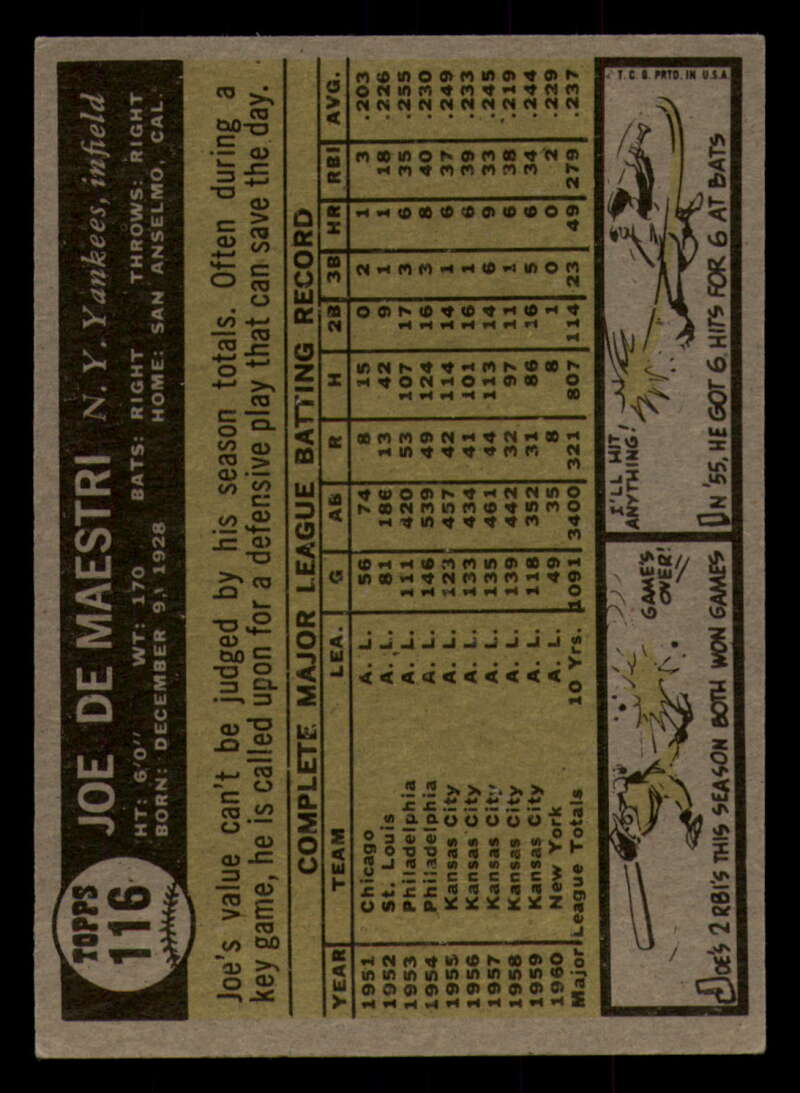 TOPPS
116
JOE DE MAESTRI N. Y. Yankees, infield
HT: 6'0" WT: 170 BATS: RIGHT THROWS: RIGHT
BORN: DECEMBER 9, 1928 HOME: SAN ANSELMO, CAL.
Joe's value can't be judged by his season totals. Often during a
key game, he is called upon for a defensive play that can save the day.
COMPLETE MAJOR LEAGUE BATTING RECORD
YEAR TEAM LEA. G AB R H 2B 3B HR RBI AVG.
1951 Chicago A. L. 56 74 8 15 0 2 1 3 .203
1952 St. Louis A. L. 81 186 13 42 9 1 1 18 .226
1953 Philadelphia A. L. 111 420 53 107 17 3 6 35 .255
1954 Philadelphia A. L. 146 539 49 124 16 3 8 40 .230
1955 Kansas City A. L. 123 457 42 114 14 1 6 37 .249
1956 Kansas City A. L. 133 434 41 101 16 1 6 39 .233
1957 Kansas City A. L. 135 461 44 113 14 6 9 33 .245
1958 Kansas City A. L. 139 442 32 97 11 1 6 38 .219
1959 Kansas City A. L. 118 352 31 86 16 5 6 34 .244
1960 New York A. L. 49 35 8 8 1 0 0 2 .229
Major League Totals 10 Yrs. 1091 3400 321 807 114 23 49 279 .237
GAME'S
OVER!
JOE'S 2 RBI'S THIS SEASON BOTH WON GAMES
I'LL HIT
ANYTHING!
T. C. G. PRTD. IN U.S.A.
IN '55, HE GOT 6 HITS FOR 6 AT BATS